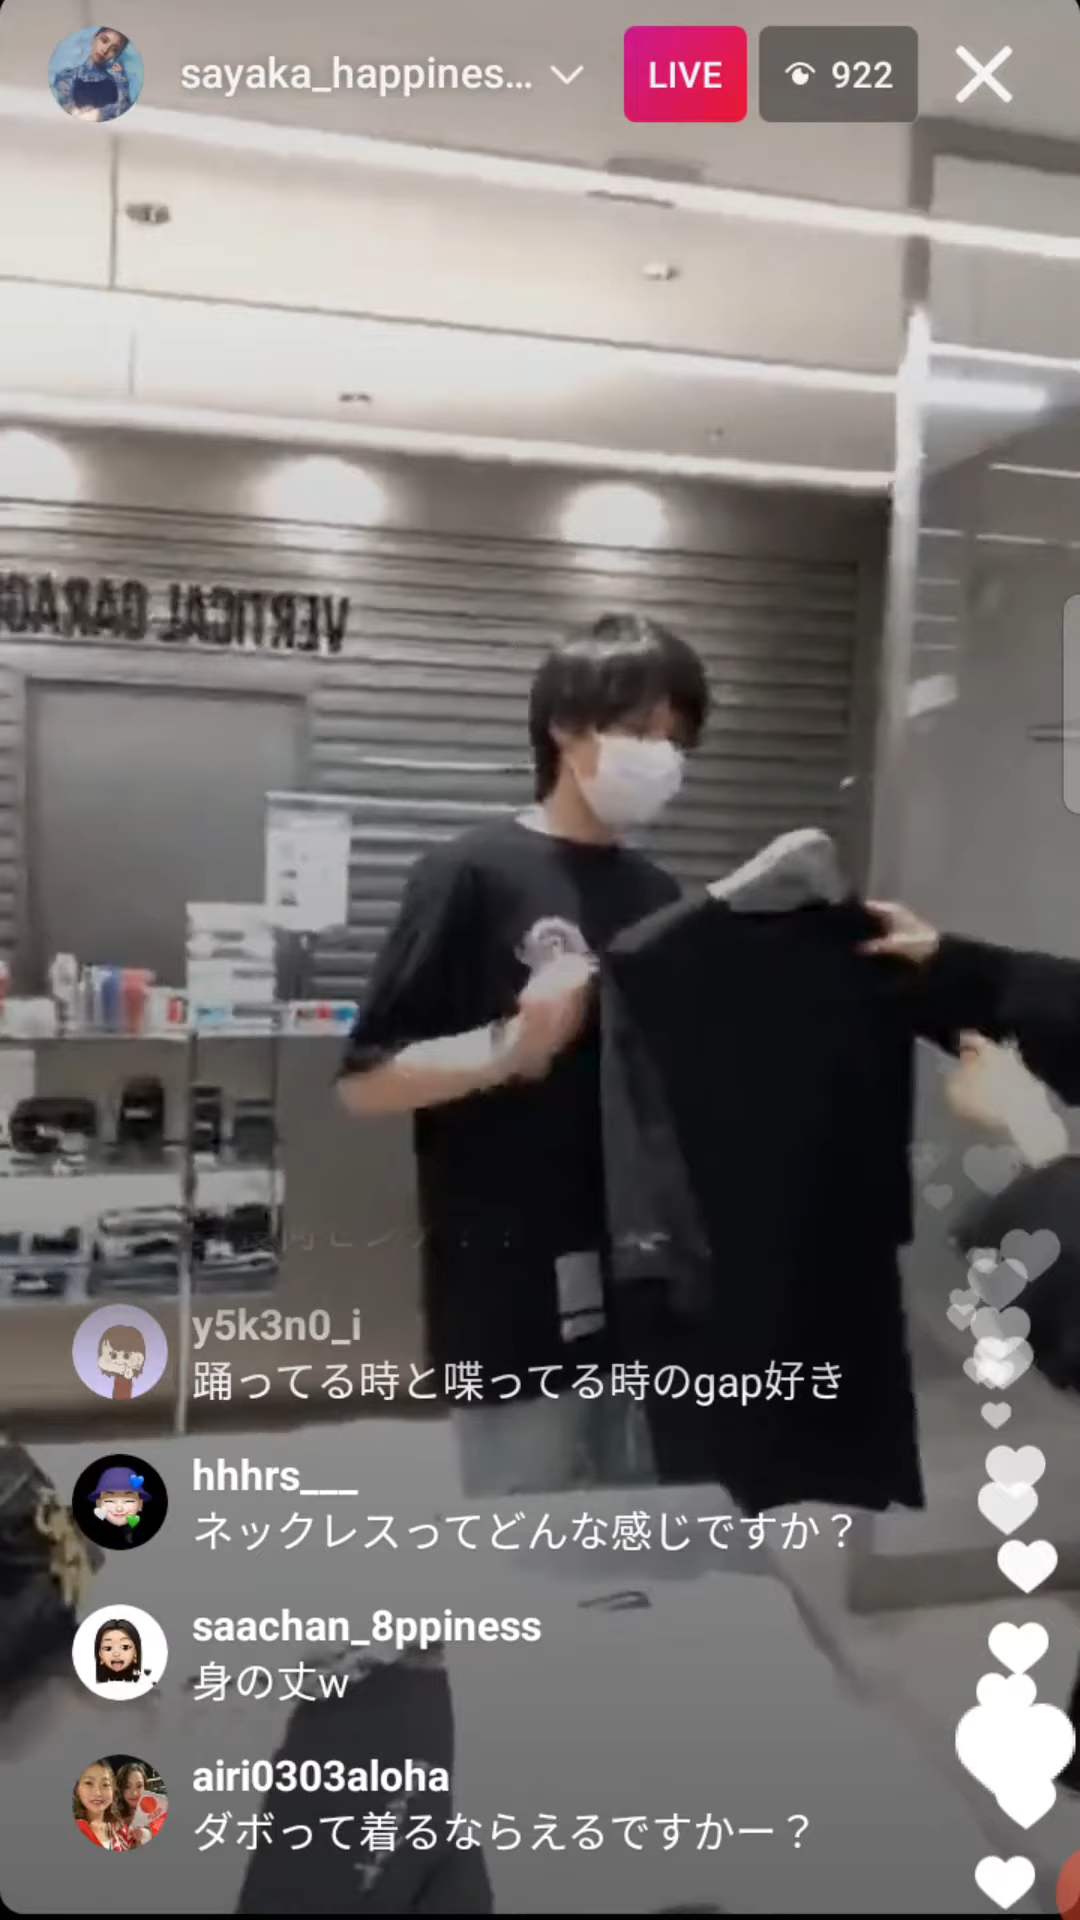 sayaka_happines...
LIVE
922
VERTICAL GARAG
y5k3n0_i
踊ってる時と喋ってる時のgap好き
hhhrs___
ネックレスってどんな感じですか？
saachan_8ppiness
身の丈w
airi0303aloha
ダボって着るならえるですかー？